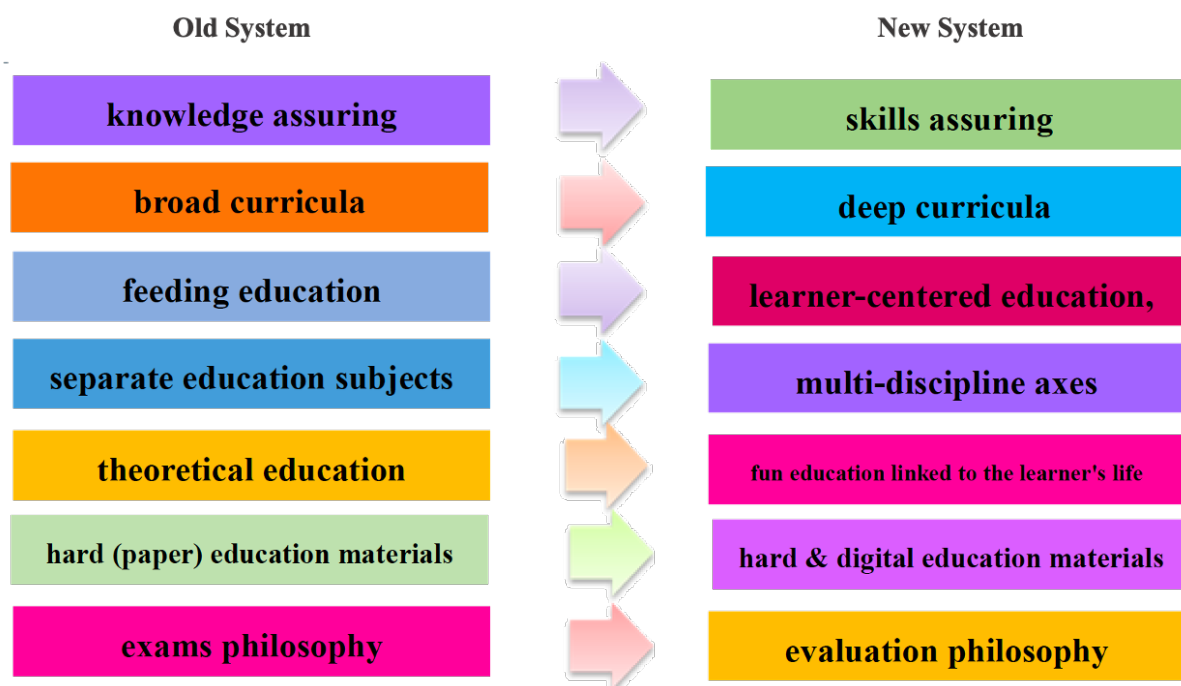 Old System
New System
knowledge assuring
skills assuring
broad curricula
deep curricula
feeding education
learner-centered education,
separate education subjects
multi-discipline axes
theoretical education
fun education linked to the learner's life
hard (paper) education materials
hard & digital education materials
exams philosophy
evaluation philosophy